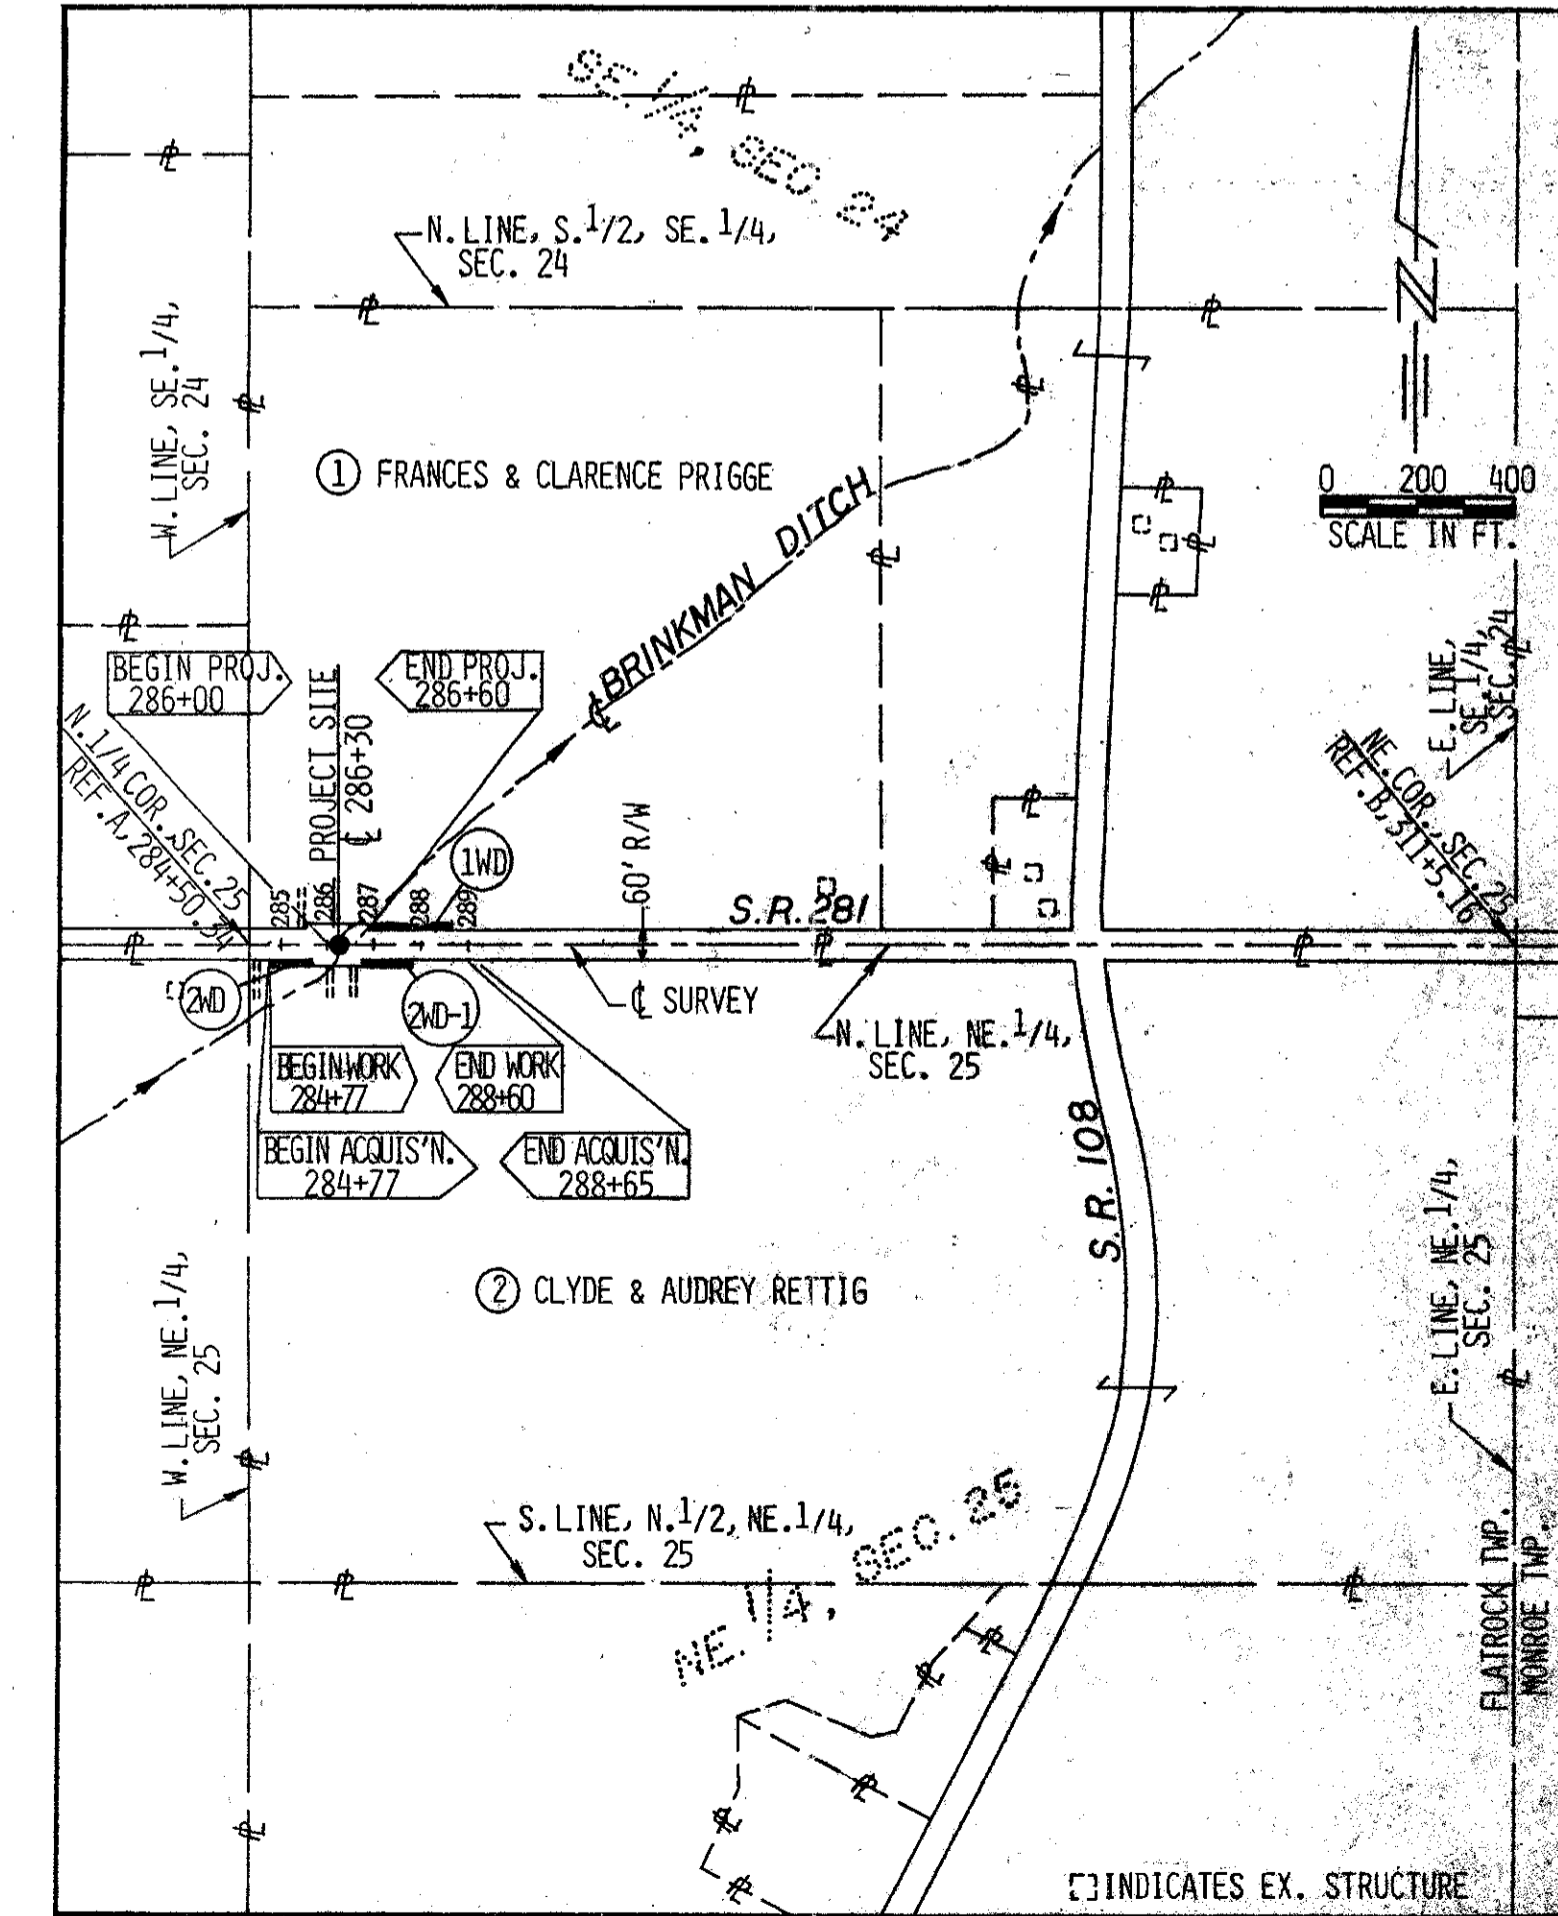 SE. 1/4, SEC. 24
N. LINE, S. 1/2, SE. 1/4,
SEC. 24
W. LINE, SE. 1/4,
SEC. 24
N
1 FRANCES & CLARENCE PRIGGE
0 200 400
SCALE IN FT.
℄ BRINKMAN DITCH
E. LINE,
SE. 1/4,
SEC. 24
BEGIN PROJ.
286+00
END PROJ.
286+60
PROJECT SITE
℄ 286+30
N. 1/4 COR., SEC. 25
REF. A, 284+50.34
NE. COR., SEC. 25
REF. B, 311+5.16
1WD
60' R/W
285 286 287 288 289
S.R. 281
2WD
2WD-1
℄ SURVEY
N. LINE, NE. 1/4,
SEC. 25
BEGIN WORK
284+77
END WORK
288+60
BEGIN ACQUIS'N.
284+77
END ACQUIS'N.
288+65
S.R. 108
2 CLYDE & AUDREY RETTIG
W. LINE, NE. 1/4,
SEC. 25
E. LINE, NE. 1/4,
SEC. 25
S. LINE, N. 1/2, NE. 1/4,
SEC. 25
NE. 1/4, SEC. 25
FLATROCK TWP.
MONROE TWP.
INDICATES EX. STRUCTURE